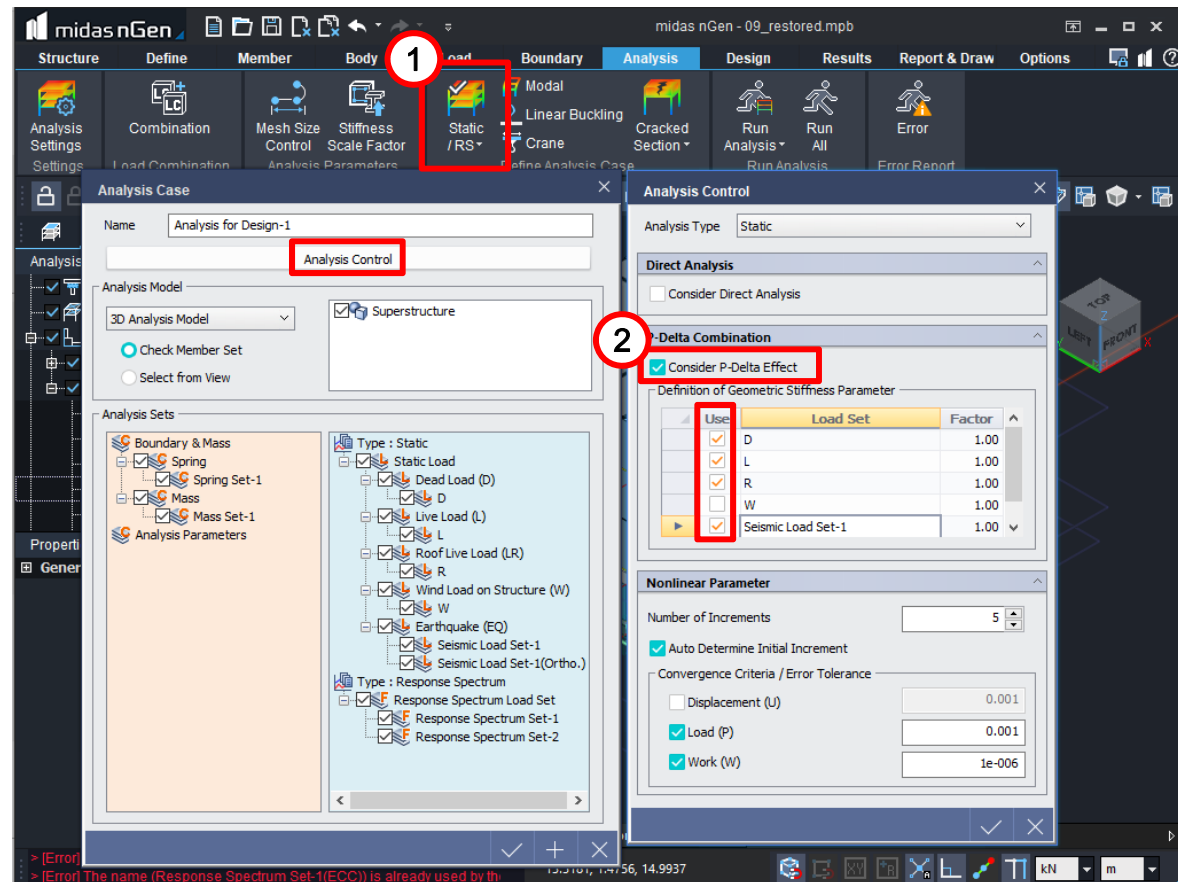 midas nGen
midas nGen - 09_restored.mpb
Structure Define Member Body Load Boundary Analysis Design Results Report & Draw Options
1
Analysis Settings
Combination
Mesh Size Control
Stiffness Scale Factor
Static / RS
Modal
Linear Buckling
Crane
Cracked Section
Run Analysis
Run All
Error
Settings Load Combination Analysis Parameters Define Analysis Case Run Analysis Error Report
Analysis
Analysis Case
Name Analysis for Design-1
Analysis Control
Analysis Model
3D Analysis Model
Check Member Set
Select from View
Superstructure
Analysis Sets
Boundary & Mass
Spring
Spring Set-1
Mass
Mass Set-1
Analysis Parameters
Type : Static
Static Load
Dead Load (D)
D
Live Load (L)
L
Roof Live Load (LR)
R
Wind Load on Structure (W)
W
Earthquake (EQ)
Seismic Load Set-1
Seismic Load Set-1(Ortho.)
Type : Response Spectrum
Response Spectrum Load Set
Response Spectrum Set-1
Response Spectrum Set-2
Properti
Gener
Analysis Control
Analysis Type Static
Direct Analysis
Consider Direct Analysis
2
P-Delta Combination
Consider P-Delta Effect
Definition of Geometric Stiffness Parameter
Use Load Set Factor
D 1.00
L 1.00
R 1.00
W 1.00
Seismic Load Set-1 1.00
Nonlinear Parameter
Number of Increments 5
Auto Determine Initial Increment
Convergence Criteria / Error Tolerance
Displacement (U) 0.001
Load (P) 0.001
Work (W) 1e-006
TOP
LEFT FRONT
Z
Y
X
> [Error]
> [Error] The name (Response Spectrum Set-1(ECC)) is already used by th
14.9937
kN m